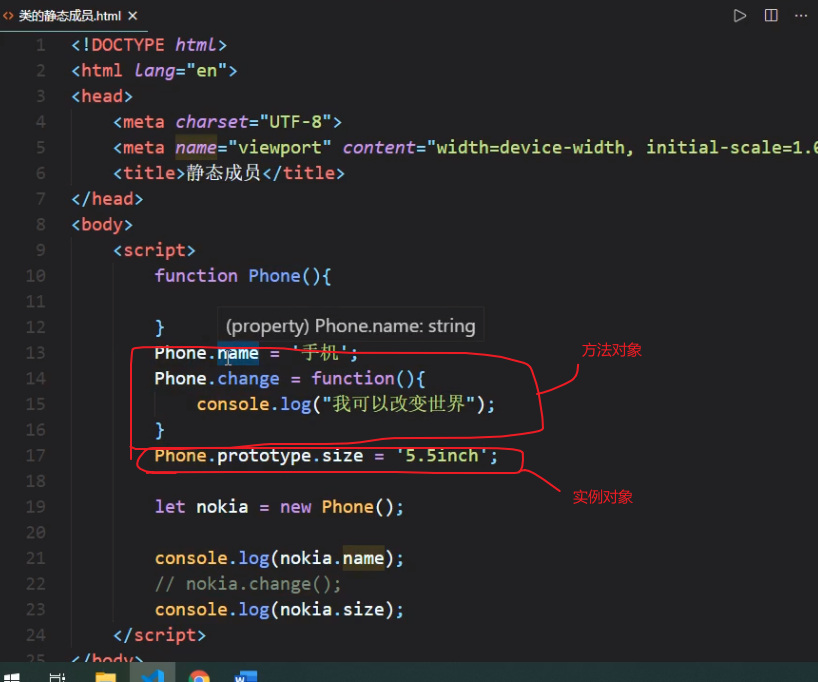 类的静态成员.html
1 <!DOCTYPE html>
2 <html lang="en">
3 <head>
4 <meta charset="UTF-8">
5 <meta name="viewport" content="width=device-width, initial-scale=1.0
6 <title>静态成员</title>
7 </head>
8 <body>
9 <script>
10 function Phone(){
11
(property) Phone.name: string
12 }
13 Phone.name = '手机';
方法对象
14 Phone.change = function(){
15 console.log("我可以改变世界");
16 }
17 Phone.prototype.size = '5.5inch';
18
实例对象
19 let nokia = new Phone();
20
21 console.log(nokia.name);
22 // nokia.change();
23 console.log(nokia.size);
24 </script>
25 </body>